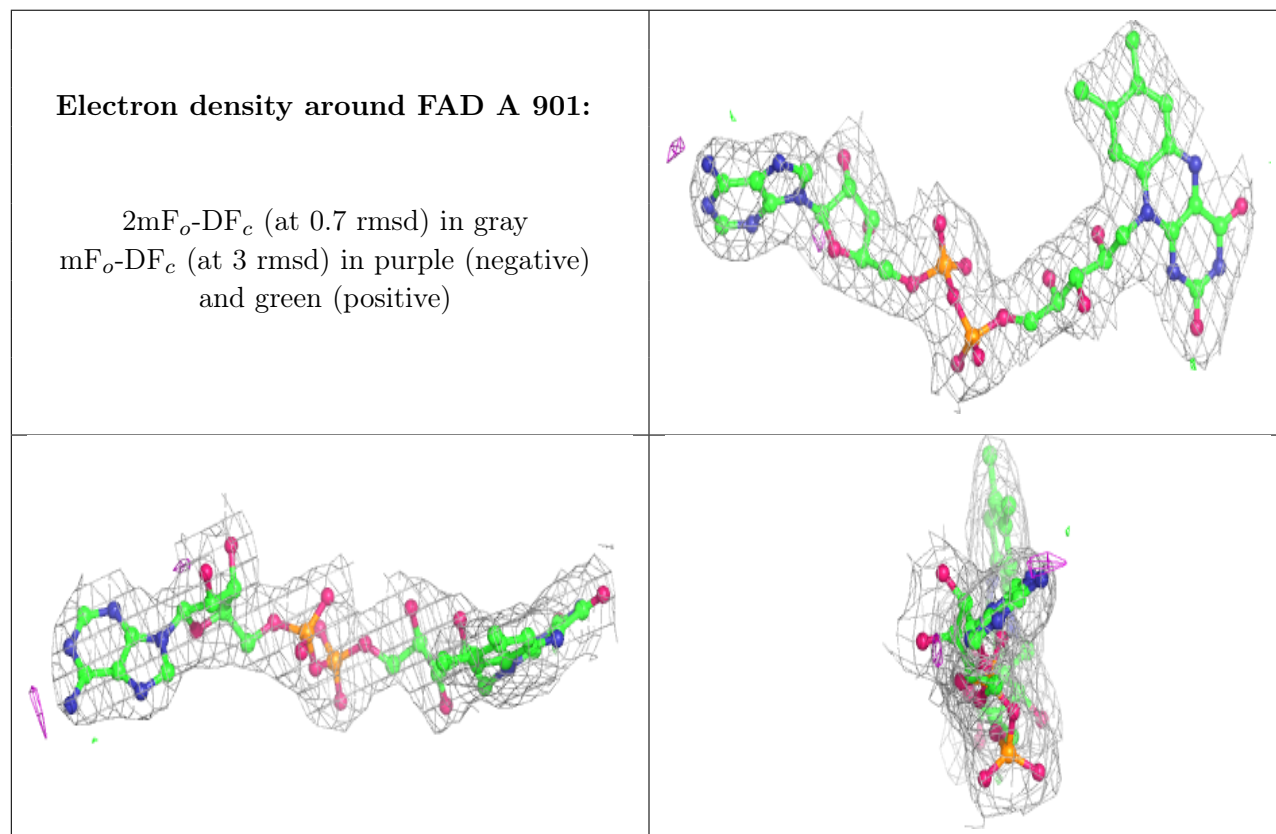 Electron density around FAD A 901:
2mFo-DFc (at 0.7 rmsd) in gray
mFo-DFc (at 3 rmsd) in purple (negative)
and green (positive)